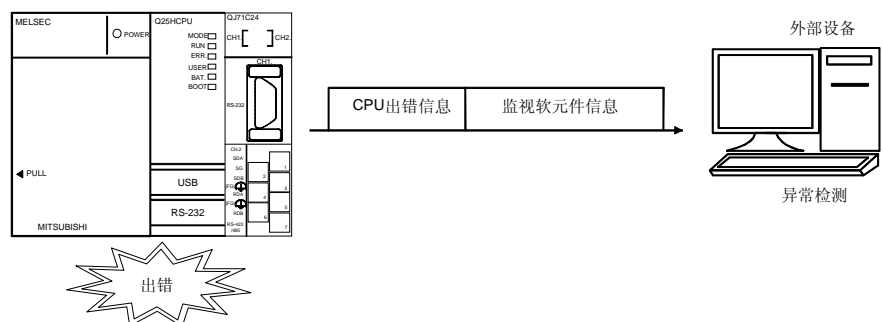 MELSEC
POWER
Q25HCPU
MODE
RUN
ERR.
USER
BAT.
BOOT
QJ71C24
CH1.
CH2.
CH1.
RS-232
USB
RS-232
CH.2
SDA
SG
SDB
(FG)
RDA
(FG)
RDB
RS-422
/485
1
2
3
4
5
6
7
PULL
MITSUBISHI
出错
CPU出错信息
监视软元件信息
外部设备
异常检测